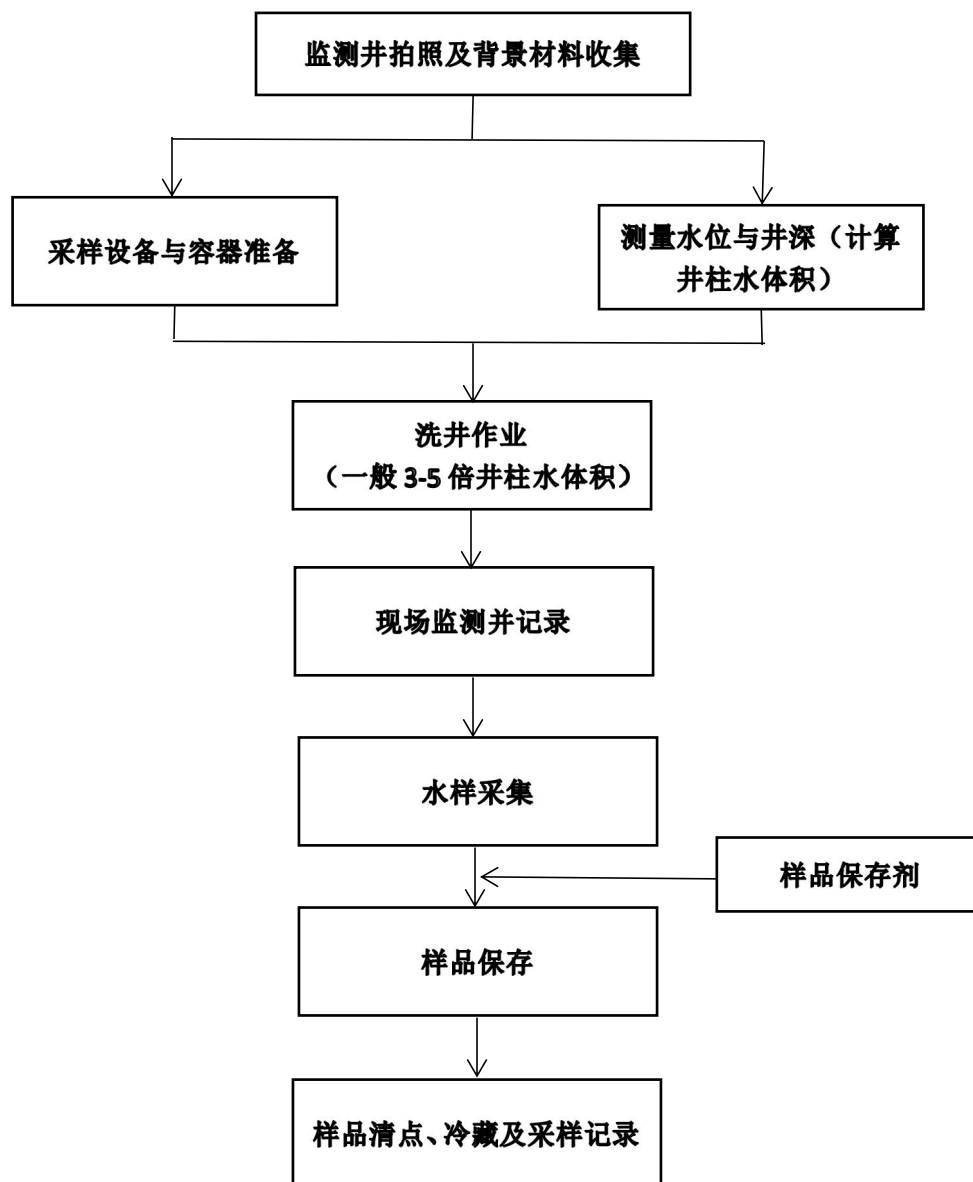 监测井拍照及背景材料收集
采样设备与容器准备
测量水位与井深（计算
井柱水体积）
洗井作业
（一般 3-5 倍井柱水体积）
现场监测并记录
水样采集
样品保存剂
样品保存
样品清点、冷藏及采样记录